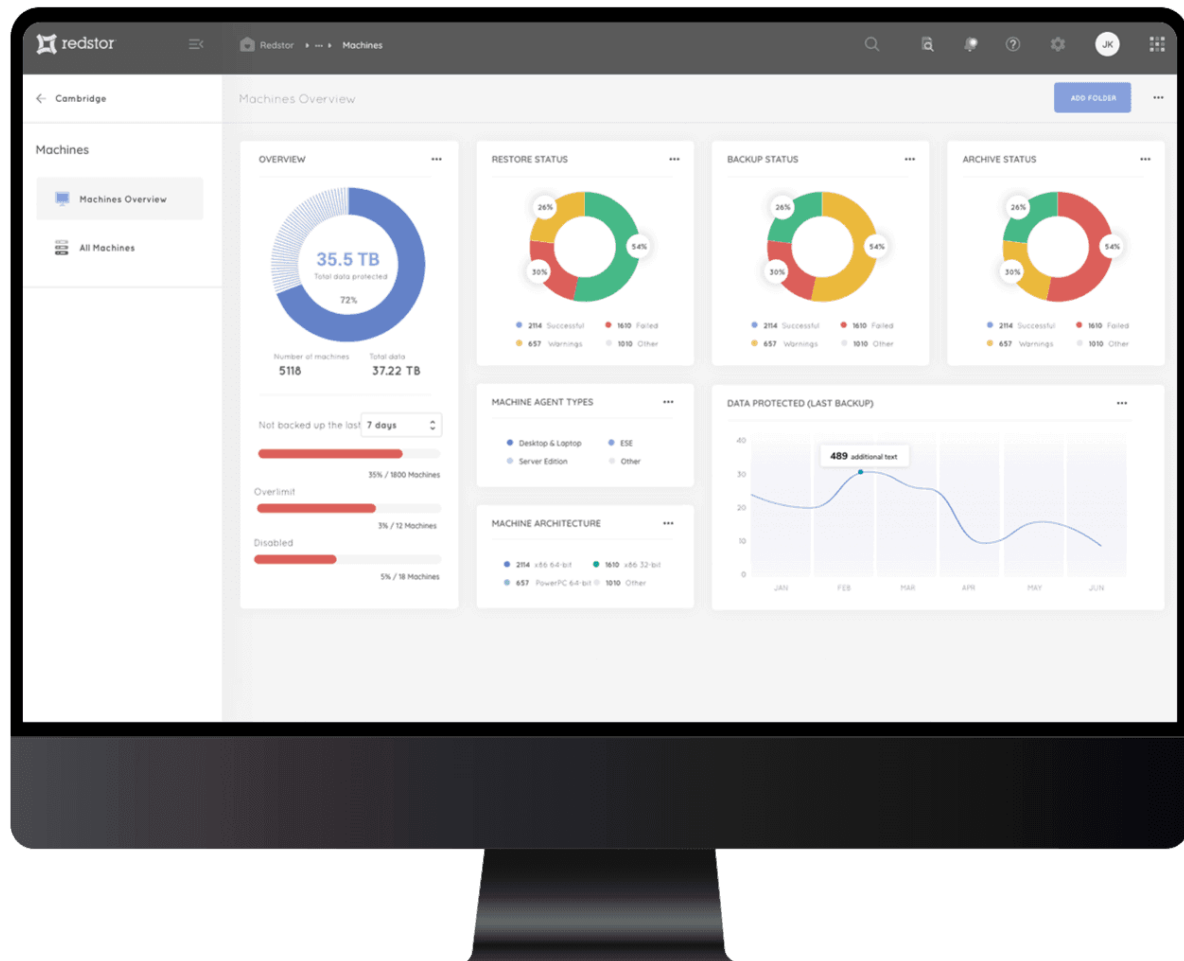 redstor
Redstor ... Machines
JK
Cambridge
Machines Overview
ADD FOLDER
Machines
Machines Overview
All Machines
OVERVIEW
35.5 TB
Total data protected
72%
Number of machines
5118
Total data
37.22 TB
Not backed up the last 7 days
35% / 1800 Machines
Overlimit
3% / 12 Machines
Disabled
5% / 18 Machines
RESTORE STATUS
26%
54%
30%
2114 Successful
1610 Failed
657 Warnings
1010 Other
BACKUP STATUS
26%
54%
30%
2114 Successful
1610 Failed
657 Warnings
1010 Other
ARCHIVE STATUS
26%
54%
30%
2114 Successful
1610 Failed
657 Warnings
1010 Other
MACHINE AGENT TYPES
Desktop & Laptop
ESE
Server Edition
Other
MACHINE ARCHITECTURE
2114 x86 64-bit
1610 x86 32-bit
657 PowerPC 64-bit
1010 Other
DATA PROTECTED (LAST BACKUP)
489 additional text
40
30
20
10
0
JAN FEB MAR APR MAY JUN